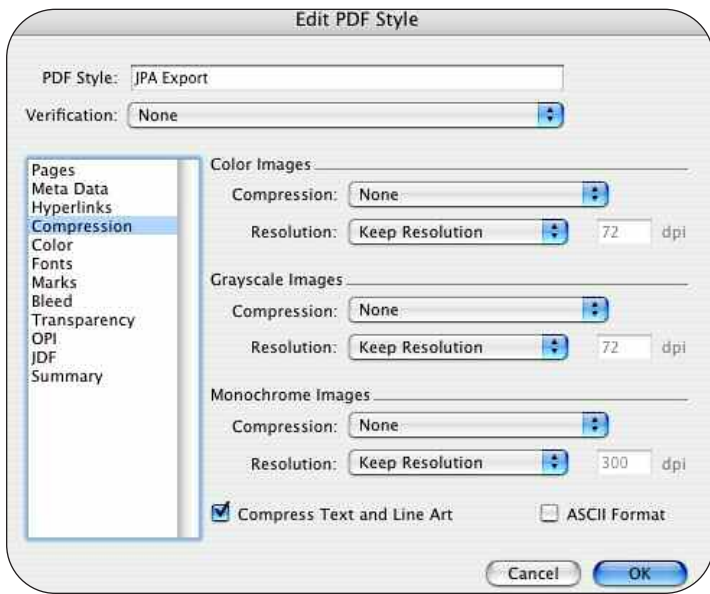 Edit PDF Style
PDF Style: JPA Export
Verification: None
Pages
Meta Data
Hyperlinks
Compression
Color
Fonts
Marks
Bleed
Transparency
OPI
JDF
Summary
Color Images
Compression: None
Resolution: Keep Resolution 72 dpi
Grayscale Images
Compression: None
Resolution: Keep Resolution 72 dpi
Monochrome Images
Compression: None
Resolution: Keep Resolution 300 dpi
Compress Text and Line Art ASCII Format
Cancel OK